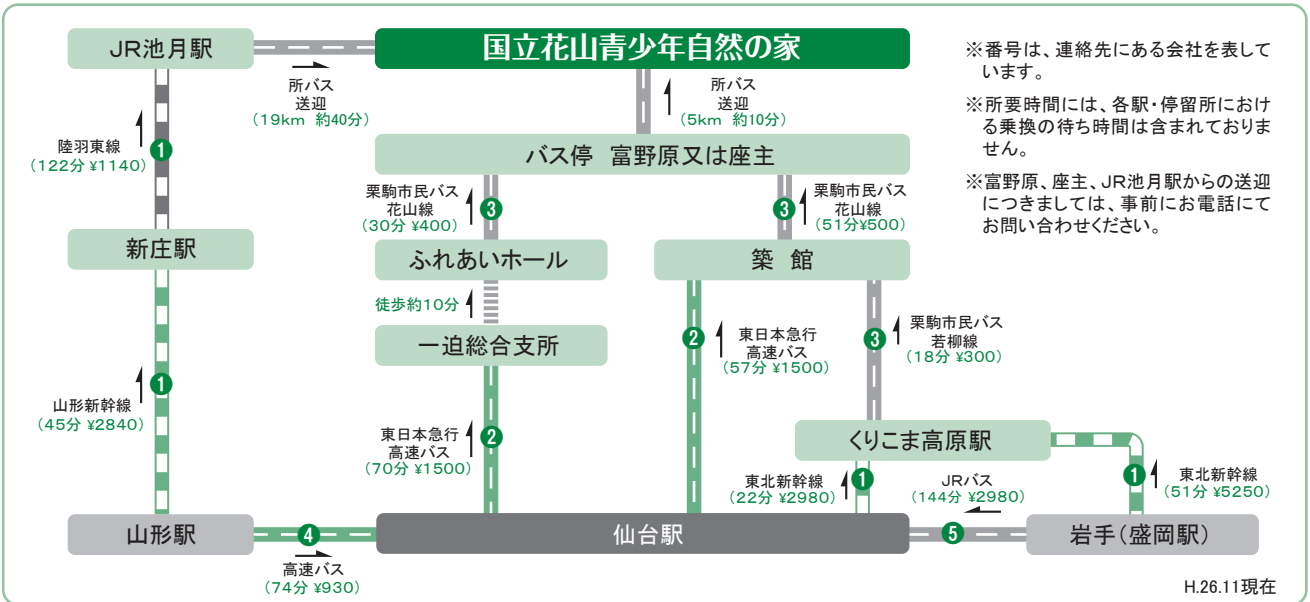 JR池月駅
国立花山青少年自然の家
所バス
送迎
(19km 約40分)
所バス
送迎
(5km 約10分)
※番号は、連絡先にある会社を表して
います。
※所要時間には、各駅・停留所におけ
る乗換の待ち時間は含まれておりま
せん。
※富野原、座主、JR池月駅からの送迎
につきましては、事前にお電話にて
お問い合わせください。
陸羽東線
(122分 ¥1140)
❶
バス停 富野原又は座主
栗駒市民バス
花山線
(30分 ¥400)
❸
❸
栗駒市民バス
花山線
(51分¥500)
新庄駅
ふれあいホール
築 館
徒歩約10分
一迫総合支所
❷
東日本急行
高速バス
(57分 ¥1500)
❸
栗駒市民バス
若柳線
(18分 ¥300)
山形新幹線
(45分 ¥2840)
❶
東日本急行
高速バス
(70分 ¥1500)
❷
くりこま高原駅
東北新幹線
(22分 ¥2980)
❶
JRバス
(144分 ¥2980)
❶
東北新幹線
(51分 ¥5250)
山形駅
❹
高速バス
(74分 ¥930)
仙台駅
❺
岩手(盛岡駅)
H.26.11現在